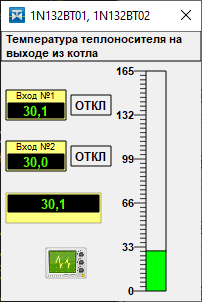 1N132BT01, 1N132BT02
Температура теплоносителя на
выходе из котла
165
Вход №1
30,1
ОТКЛ
132
Вход №2
30,0
ОТКЛ
99
30,1
66
33
0